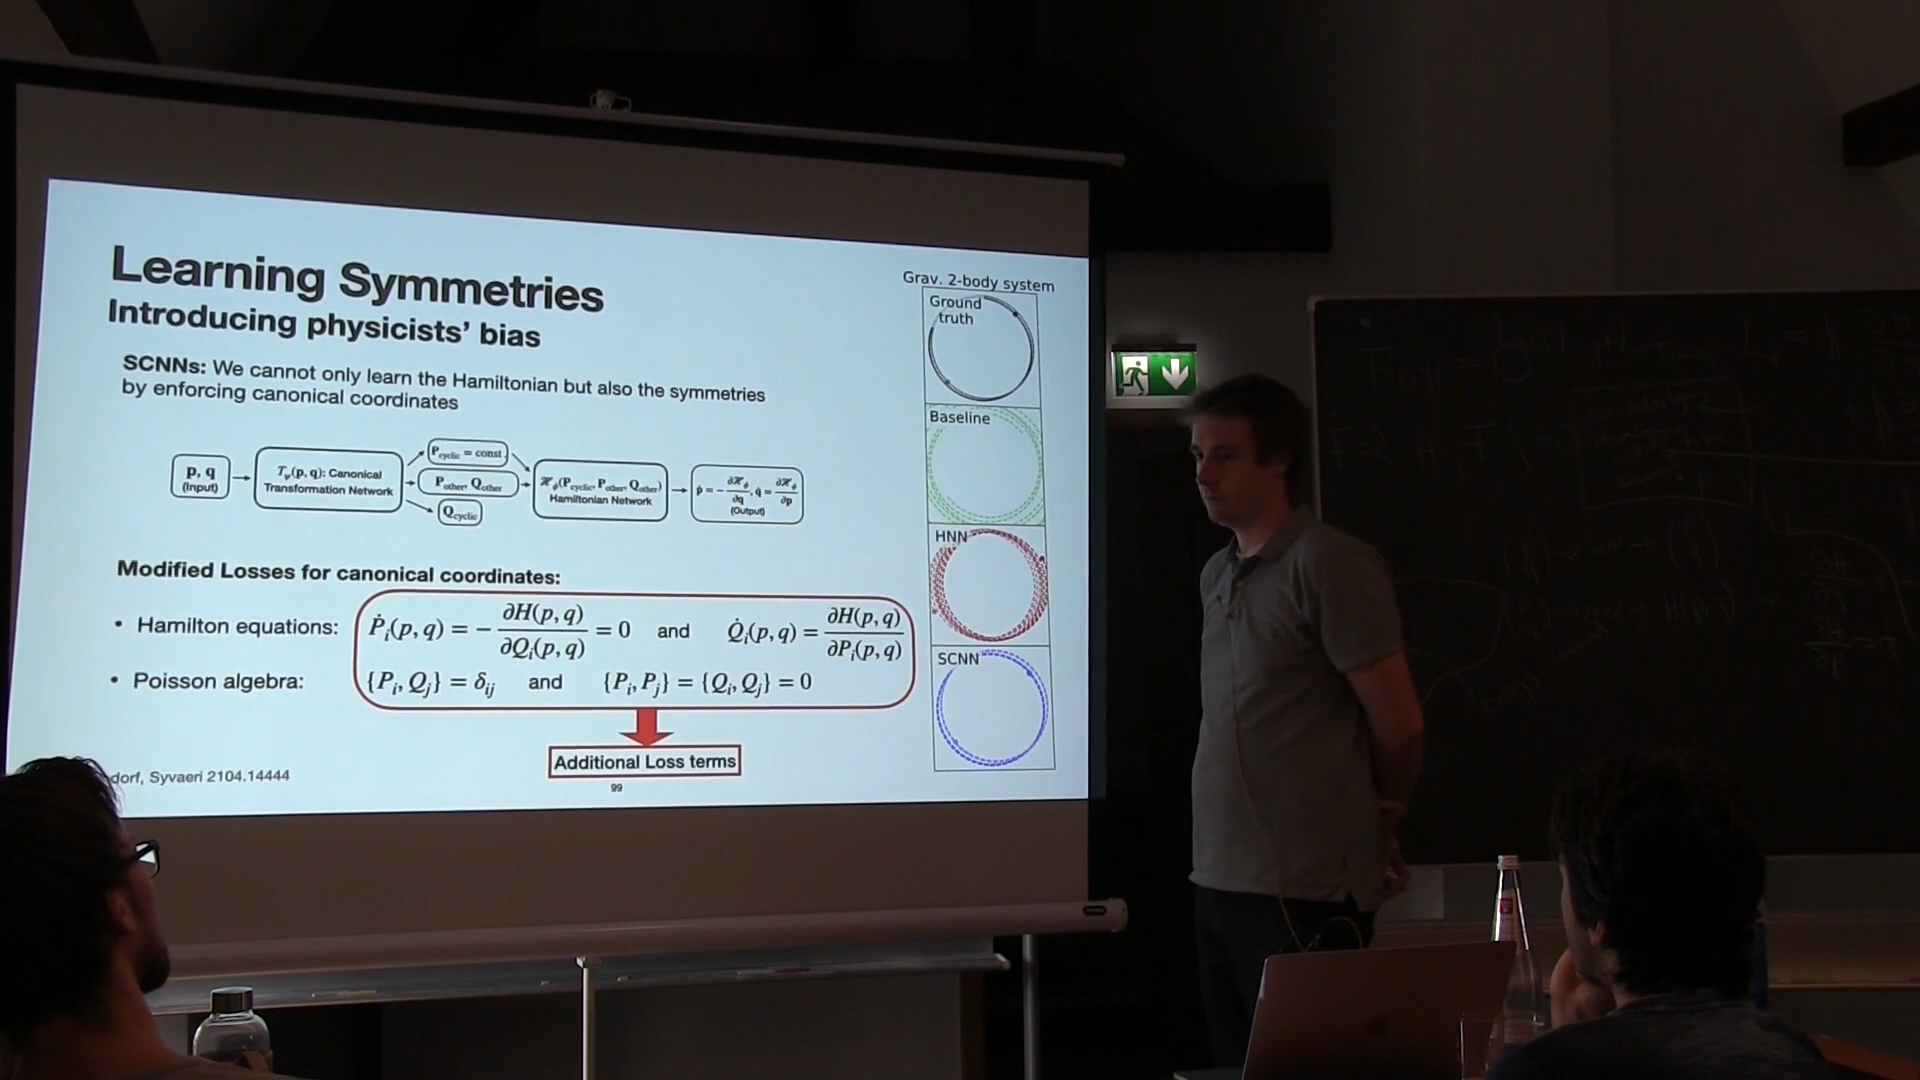 Learning Symmetries
Introducing physicists' bias
SCNNs: We cannot only learn the Hamiltonian but also the symmetries
by enforcing canonical coordinates
p, q
(Input)
T_ψ(p, q): Canonical
Transformation Network
P_cyclic = const
P_other, Q_other
Q_cyclic
ℋ_ϕ(P_cyclic, P_other, Q_other)
Hamiltonian Network
ṗ = −∂ℋ_ϕ/∂q, q̇ = ∂ℋ_ϕ/∂p
(Output)
Modified Losses for canonical coordinates:
• Hamilton equations: Ṗ_i(p, q) = − ∂H(p, q)/∂Q_i(p, q) = 0 and Q̇_i(p, q) = ∂H(p, q)/∂P_i(p, q)
• Poisson algebra: {P_i, Q_j} = δ_ij and {P_i, P_j} = {Q_i, Q_j} = 0
Additional Loss terms
dorf, Syvaeri 2104.14444
99
Grav. 2-body system
Ground
truth
Baseline
HNN
SCNN